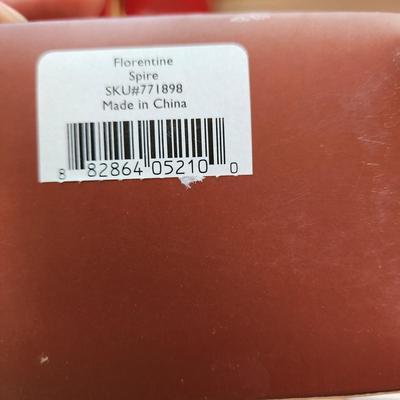 Florentine
Spire
SKU#771898
Made in China
8 82864 05210 0